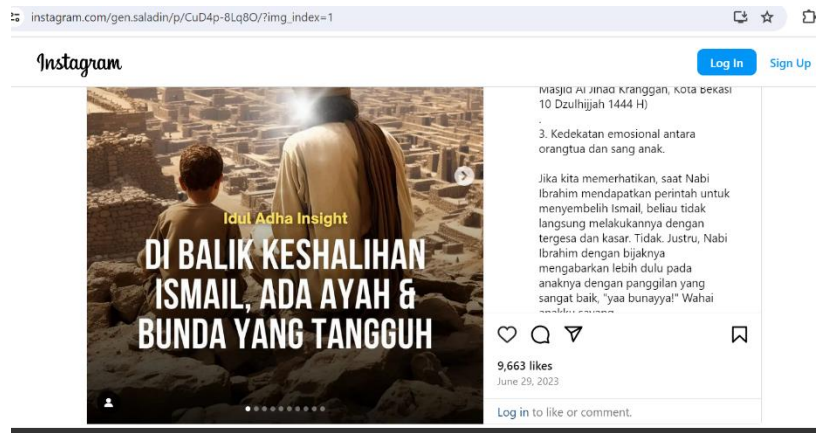 instagram.com/gen.saladin/p/CuD4p-8Lq8O/?img_index=1
Instagram
Log In
Sign Up
Idul Adha Insight
DI BALIK KESHALIHAN
ISMAIL, ADA AYAH &
BUNDA YANG TANGGUH
Masjid Al Jihad Kranggan, Kota Bekasi
10 Dzulhijjah 1444 H)
.
3. Kedekatan emosional antara
orangtua dan sang anak.
Jika kita memerhatikan, saat Nabi
Ibrahim mendapatkan perintah untuk
menyembelih Ismail, beliau tidak
langsung melakukannya dengan
tergesa dan kasar. Tidak. Justru, Nabi
Ibrahim dengan bijaknya
mengabarkan lebih dulu pada
anaknya dengan panggilan yang
sangat baik, "yaa bunayya!" Wahai
9,663 likes
June 29, 2023
Log in to like or comment.